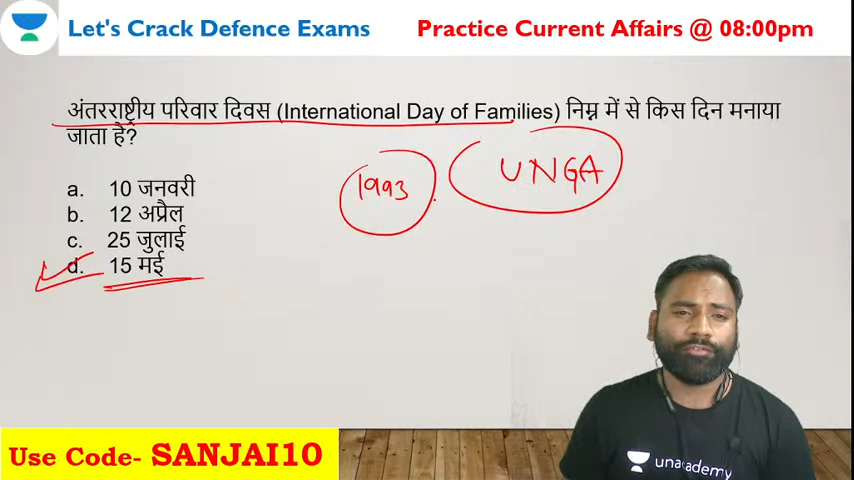 Let's Crack Defence Exams
Practice Current Affairs @ 08:00pm
अंतरराष्ट्रीय परिवार दिवस (International Day of Families) निम्न में से किस दिन मनाया
जाता है?
1993
UNGA
a. 10 जनवरी
b. 12 अप्रैल
c. 25 जुलाई
d. 15 मई
unacademy
Use Code- SANJAI10